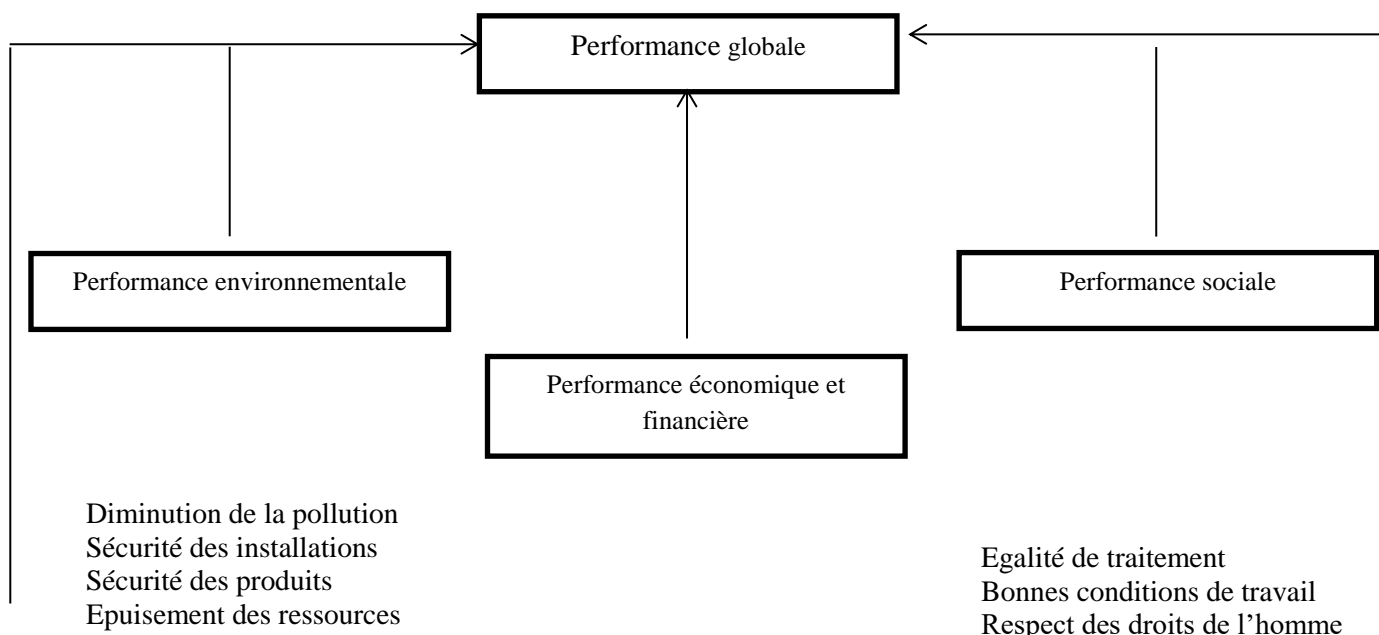 Performance globale
Performance environnementale
Performance sociale
Performance économique et
financière
Diminution de la pollution
Sécurité des installations
Sécurité des produits
Epuisement des ressources
Egalité de traitement
Bonnes conditions de travail
Respect des droits de l’homme